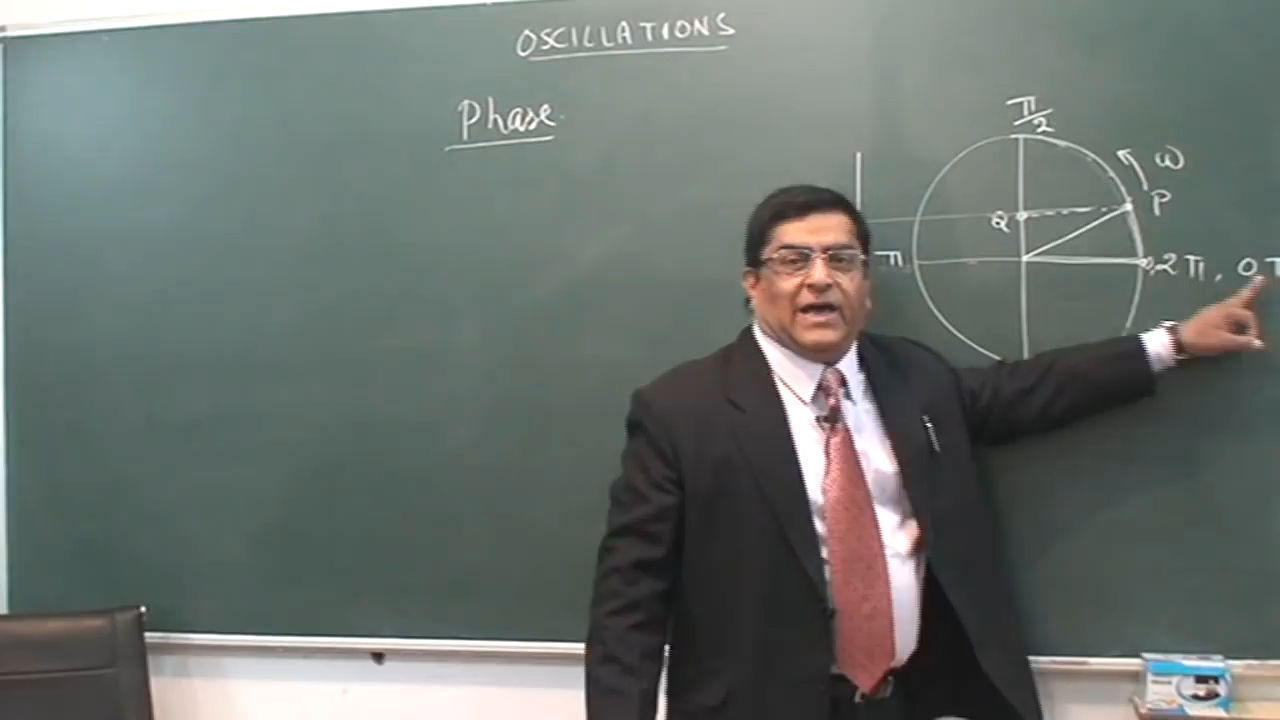 OSCILLATIONS
Phase
π/2
ω
P
Q
π
2π, 0